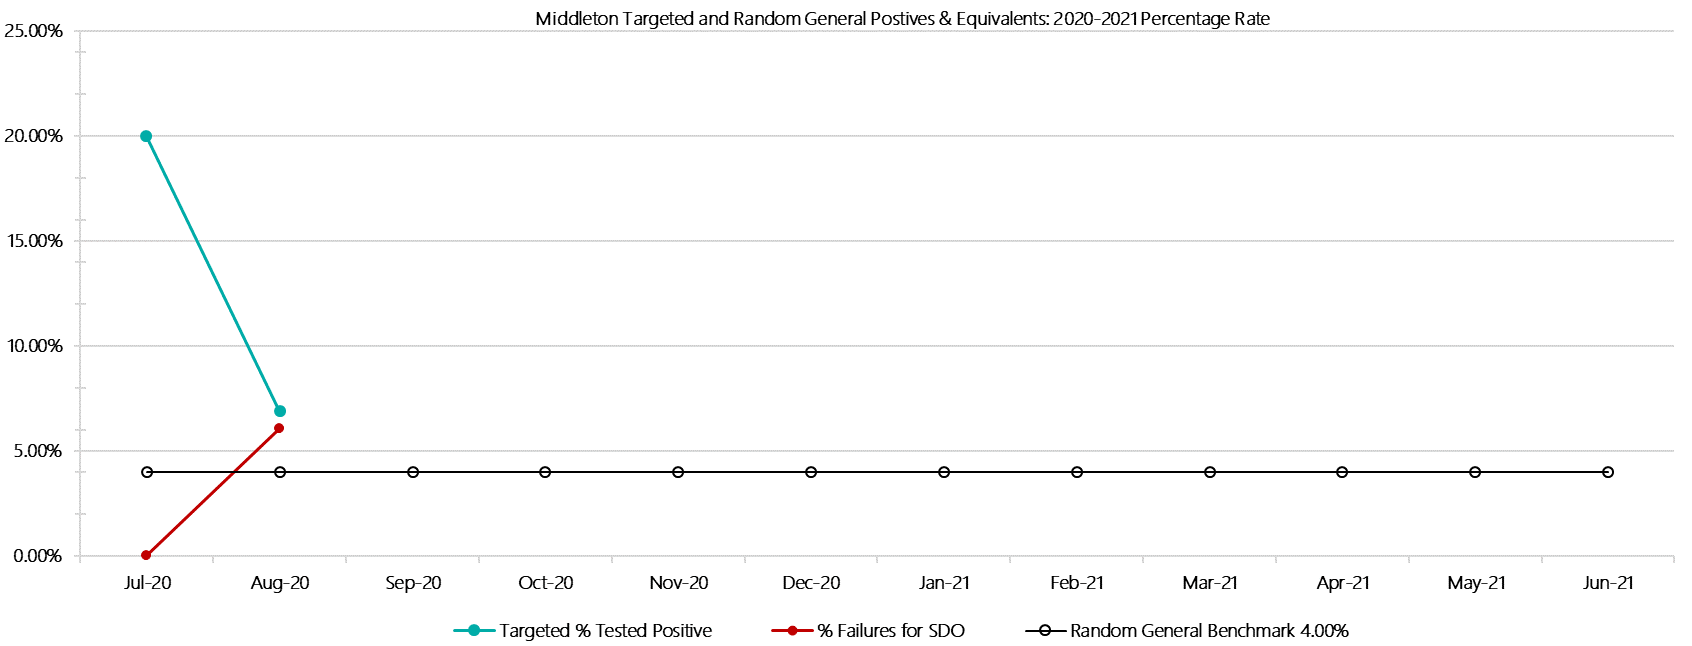 Middleton Targeted and Random General Postives & Equivalents: 2020-2021 Percentage Rate
25.00%
20.00%
15.00%
10.00%
5.00%
0.00%
Jul-20 Aug-20 Sep-20 Oct-20 Nov-20 Dec-20 Jan-21 Feb-21 Mar-21 Apr-21 May-21 Jun-21
Targeted % Tested Positive % Failures for SDO Random General Benchmark 4.00%